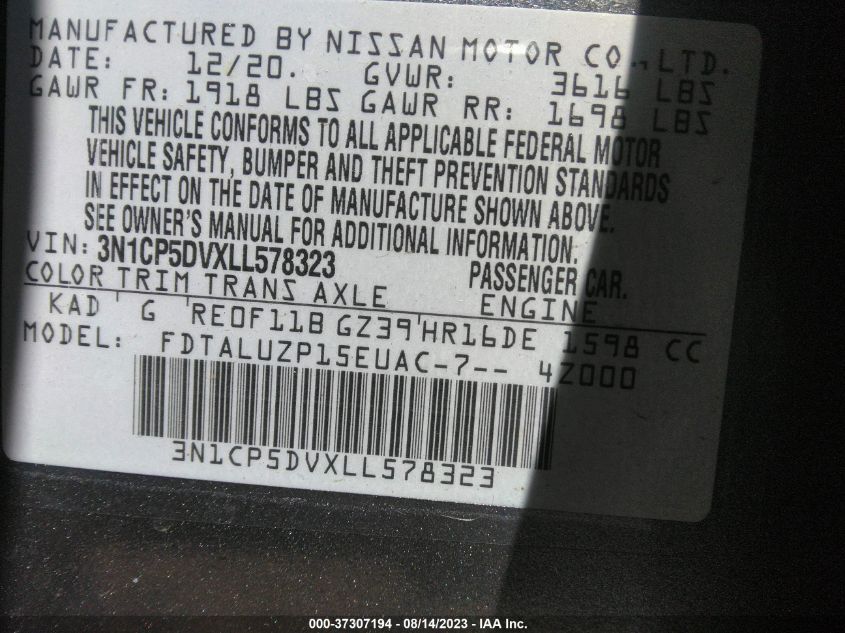 MANUFACTURED BY NISSAN MOTOR CO., LTD.
DATE: 12/20. GVWR: 3616 LBS
GAWR FR: 1918 LBS GAWR RR: 1698 LBS
THIS VEHICLE CONFORMS TO ALL APPLICABLE FEDERAL MOTOR
VEHICLE SAFETY, BUMPER AND THEFT PREVENTION STANDARDS
IN EFFECT ON THE DATE OF MANUFACTURE SHOWN ABOVE.
SEE OWNER'S MANUAL FOR ADDITIONAL INFORMATION.
VIN: 3N1CP5DVXLL578323 PASSENGER CAR.
COLOR TRIM TRANS AXLE ENGINE
KAD ' G ' RE0F11B GZ39 ' HR16DE 1598 CC
MODEL: FDTALUZP15EUAC-7-- 4Z000
3N1CP5DVXLL578323
000-37307194 - 08/14/2023 - IAA Inc.